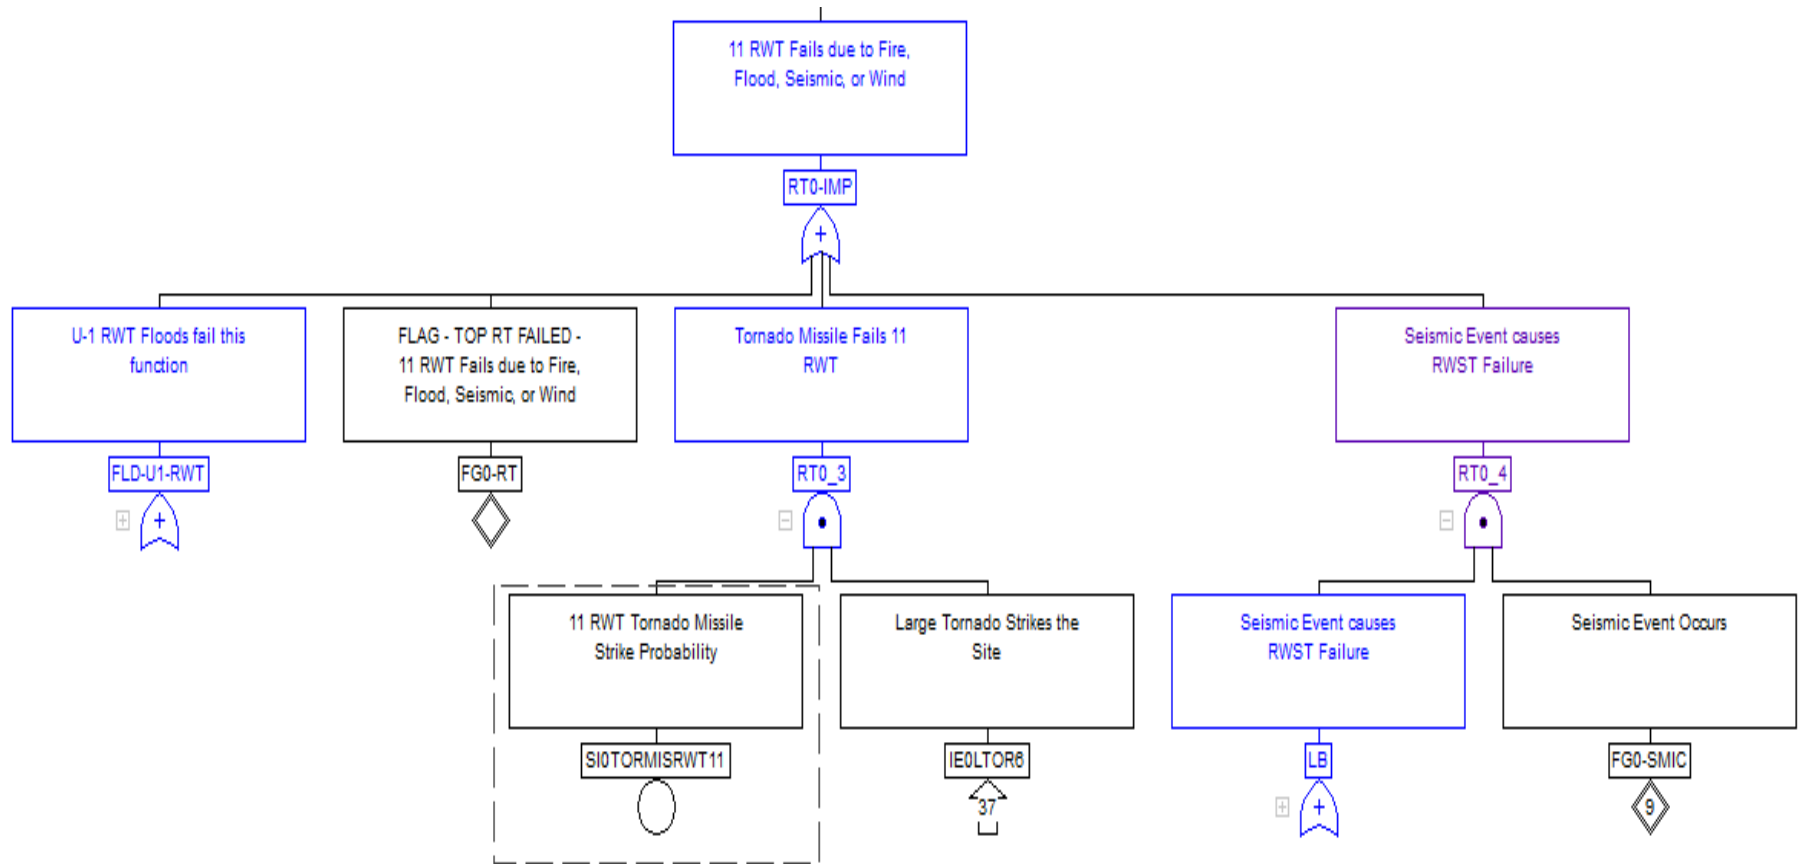 11 RWT Fails due to Fire,
Flood, Seismic, or Wind
RT0-IMP
+
U-1 RWT Floods fail this
function
FLD-U1-RWT
+
FLAG - TOP RT FAILED -
11 RWT Fails due to Fire,
Flood, Seismic, or Wind
FG0-RT
Tornado Missile Fails 11
RWT
RT0_3
Seismic Event causes
RWST Failure
RT0_4
11 RWT Tornado Missile
Strike Probability
SI0TORMISRWT11
Large Tornado Strikes the
Site
IE0LTOR6
37
Seismic Event causes
RWST Failure
LB
+
Seismic Event Occurs
FG0-SMIC
9